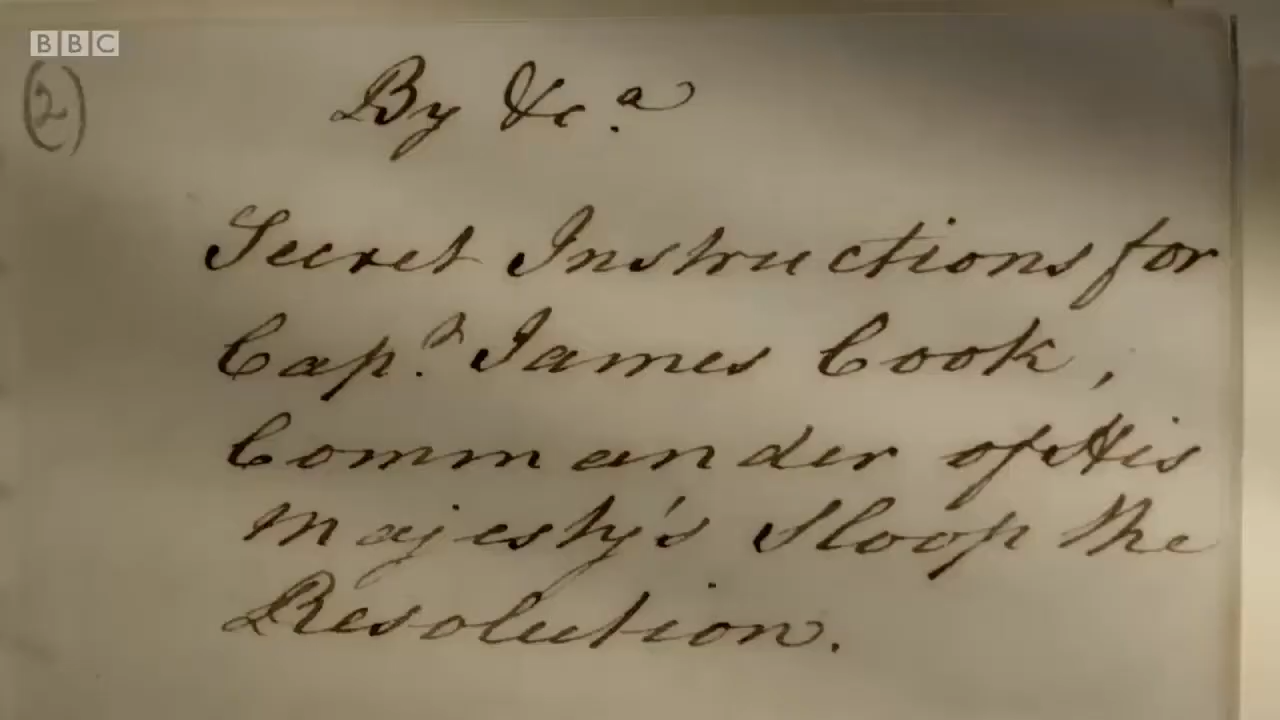 BBC
(2)
By &c.a
Secret Instructions for
Capt. James Cook,
Commander of His
Majesty's Sloop the
Resolution.